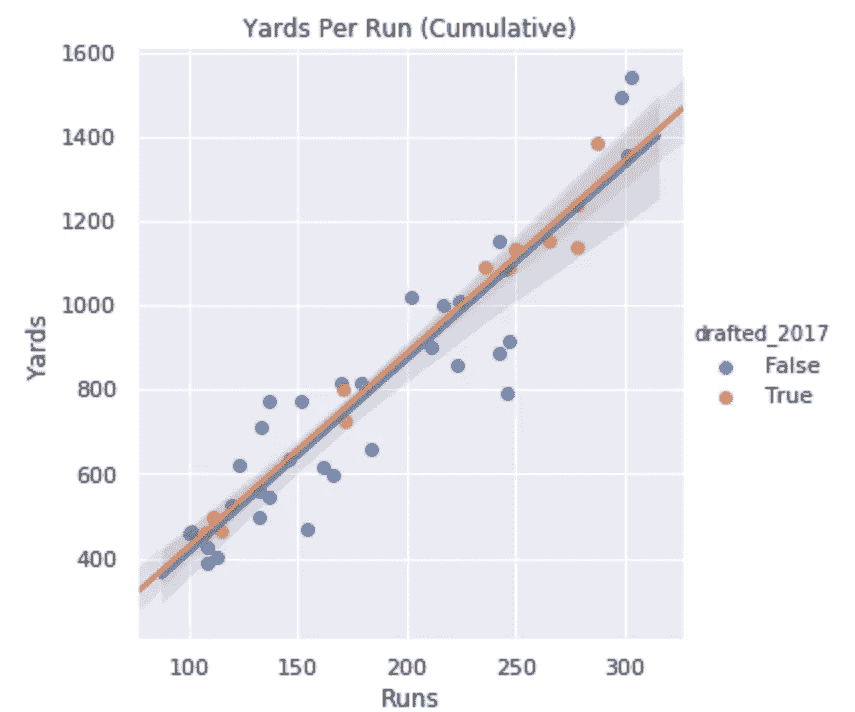 Yards Per Run (Cumulative)
1600
1400
1200
1000
800
600
400
Yards
100 150 200 250 300
Runs
drafted_2017
False
True